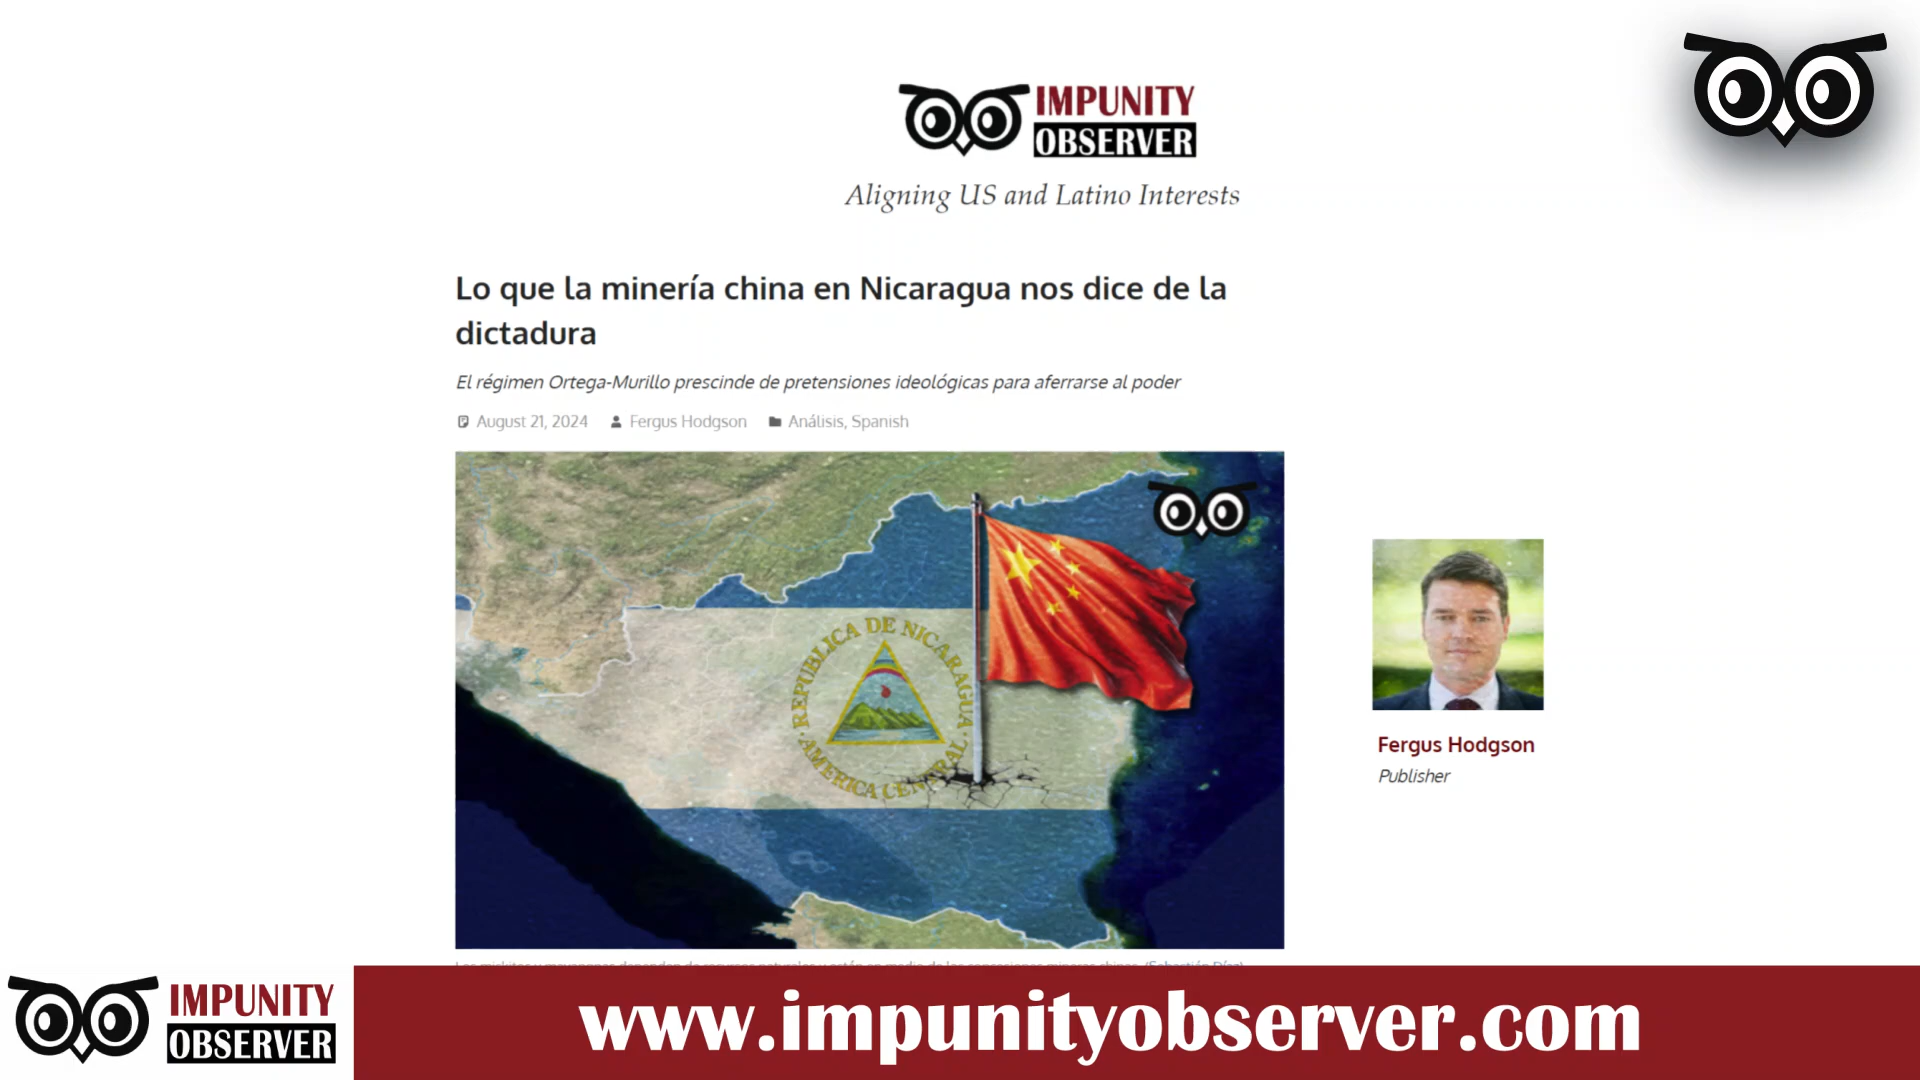 IMPUNITY
OBSERVER
Aligning US and Latino Interests
Lo que la minería china en Nicaragua nos dice de la
dictadura
El régimen Ortega-Murillo prescinde de pretensiones ideológicas para aferrarse al poder
August 21, 2024 Fergus Hodgson Análisis, Spanish
REPUBLICA DE NICARAGUA
AMERICA CENTRAL
Fergus Hodgson
Publisher
IMPUNITY
OBSERVER
www.impunityobserver.com